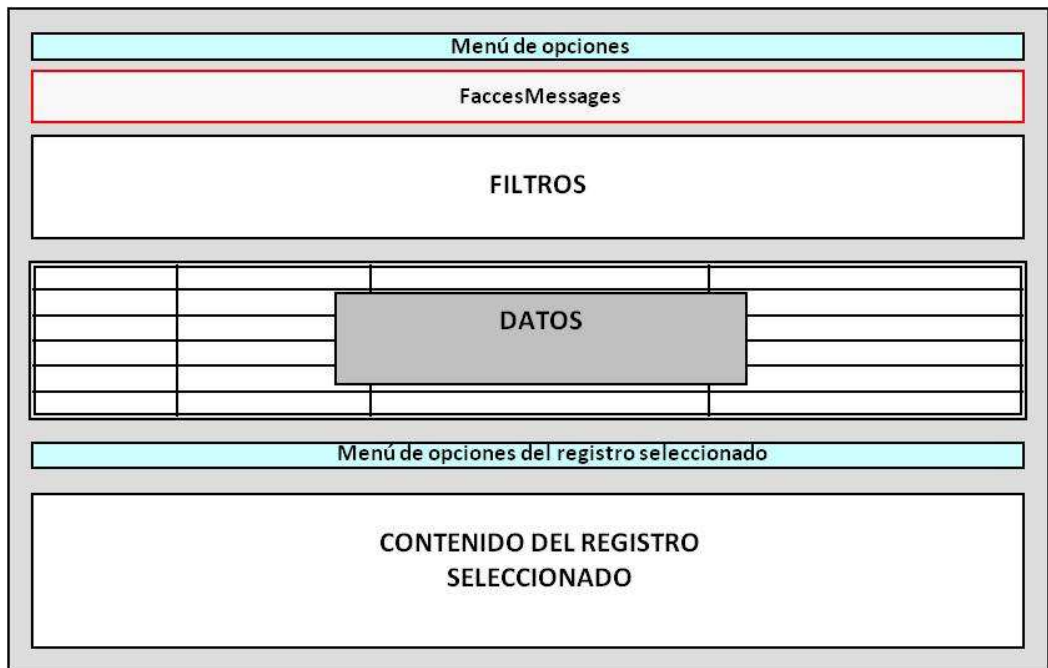 Menú de opciones
FaccesMessages
FILTROS
DATOS
Menú de opciones del registro seleccionado
CONTENIDO DEL REGISTRO
SELECCIONADO